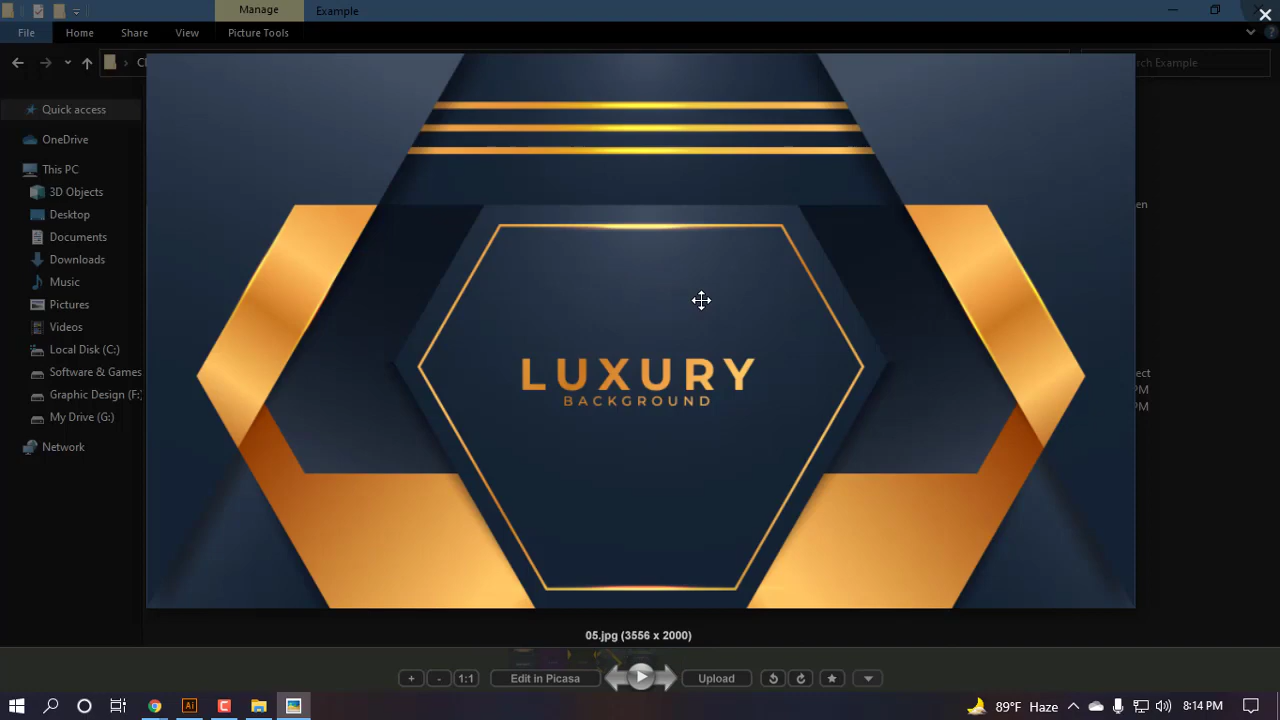 Manage
Example
File
Home
Share
View
Picture Tools
Search Example
Quick access
OneDrive
This PC
3D Objects
Desktop
Documents
Downloads
Music
Pictures
Videos
Local Disk (C:)
Software & Games
Graphic Design (F:)
My Drive (G:)
Network
LUXURY
BACKGROUND
05.jpg (3556 x 2000)
+ - 1:1 Edit in Picasa Upload
89°F Haze 8:14 PM